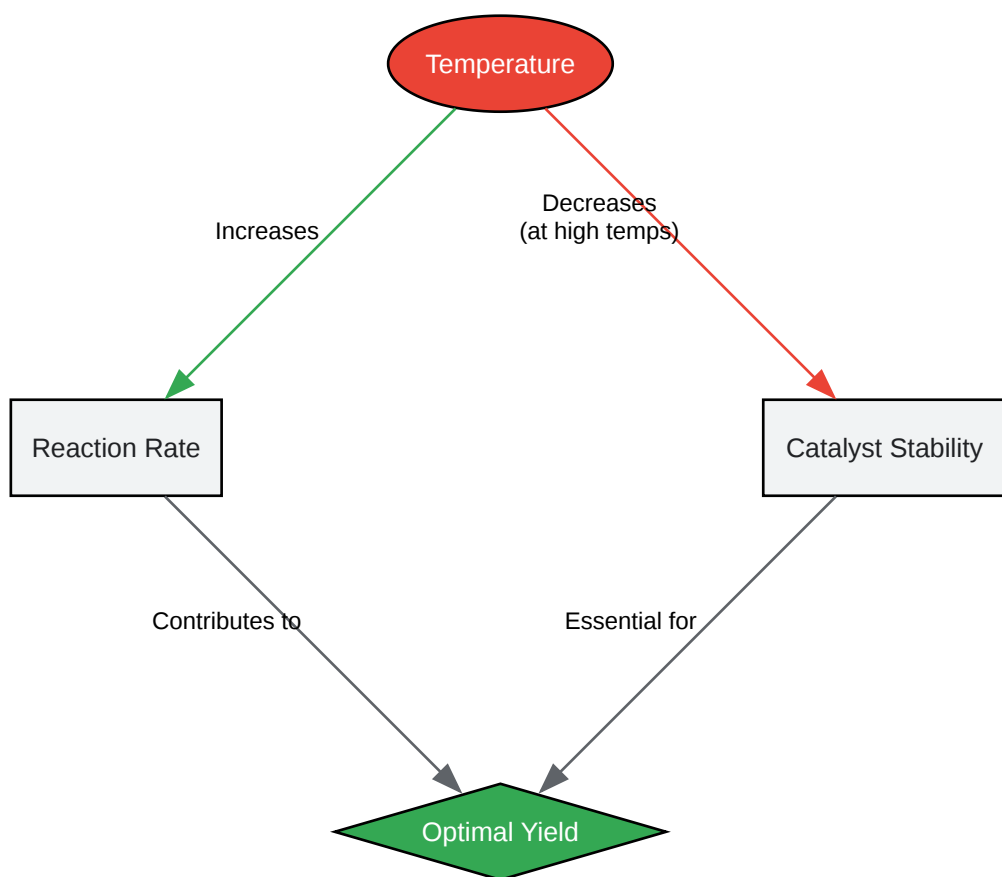 Temperature
Increases
Decreases
(at high temps)
Reaction Rate
Catalyst Stability
Contributes to
Essential for
Optimal Yield